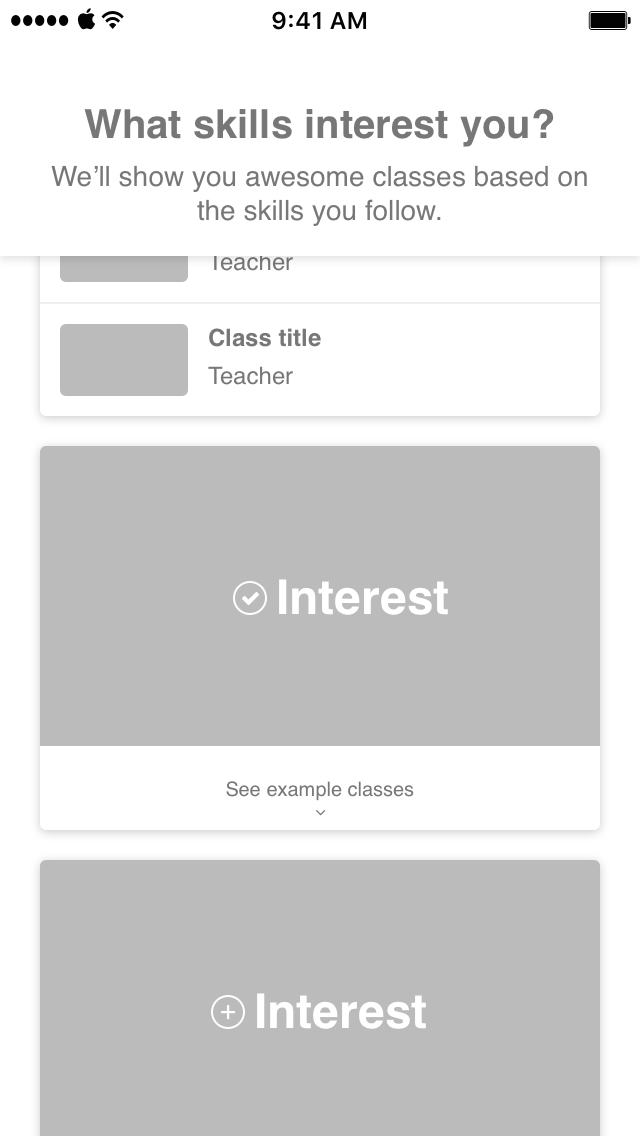 9:41 AM
What skills interest you?
We’ll show you awesome classes based on
the skills you follow.
Teacher
Class title
Teacher
Interest
See example classes
Interest